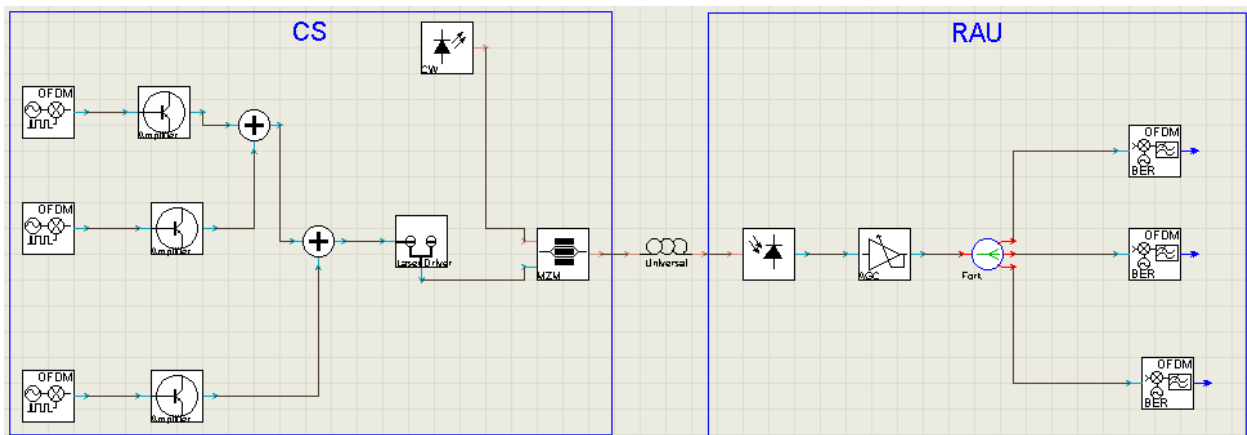 CS
RAU
CW
OFDM
Amplifier
OFDM
BER
OFDM
Amplifier
Laser Driver
MZM
Universal
AGC
Fork
OFDM
BER
OFDM
Amplifier
OFDM
BER